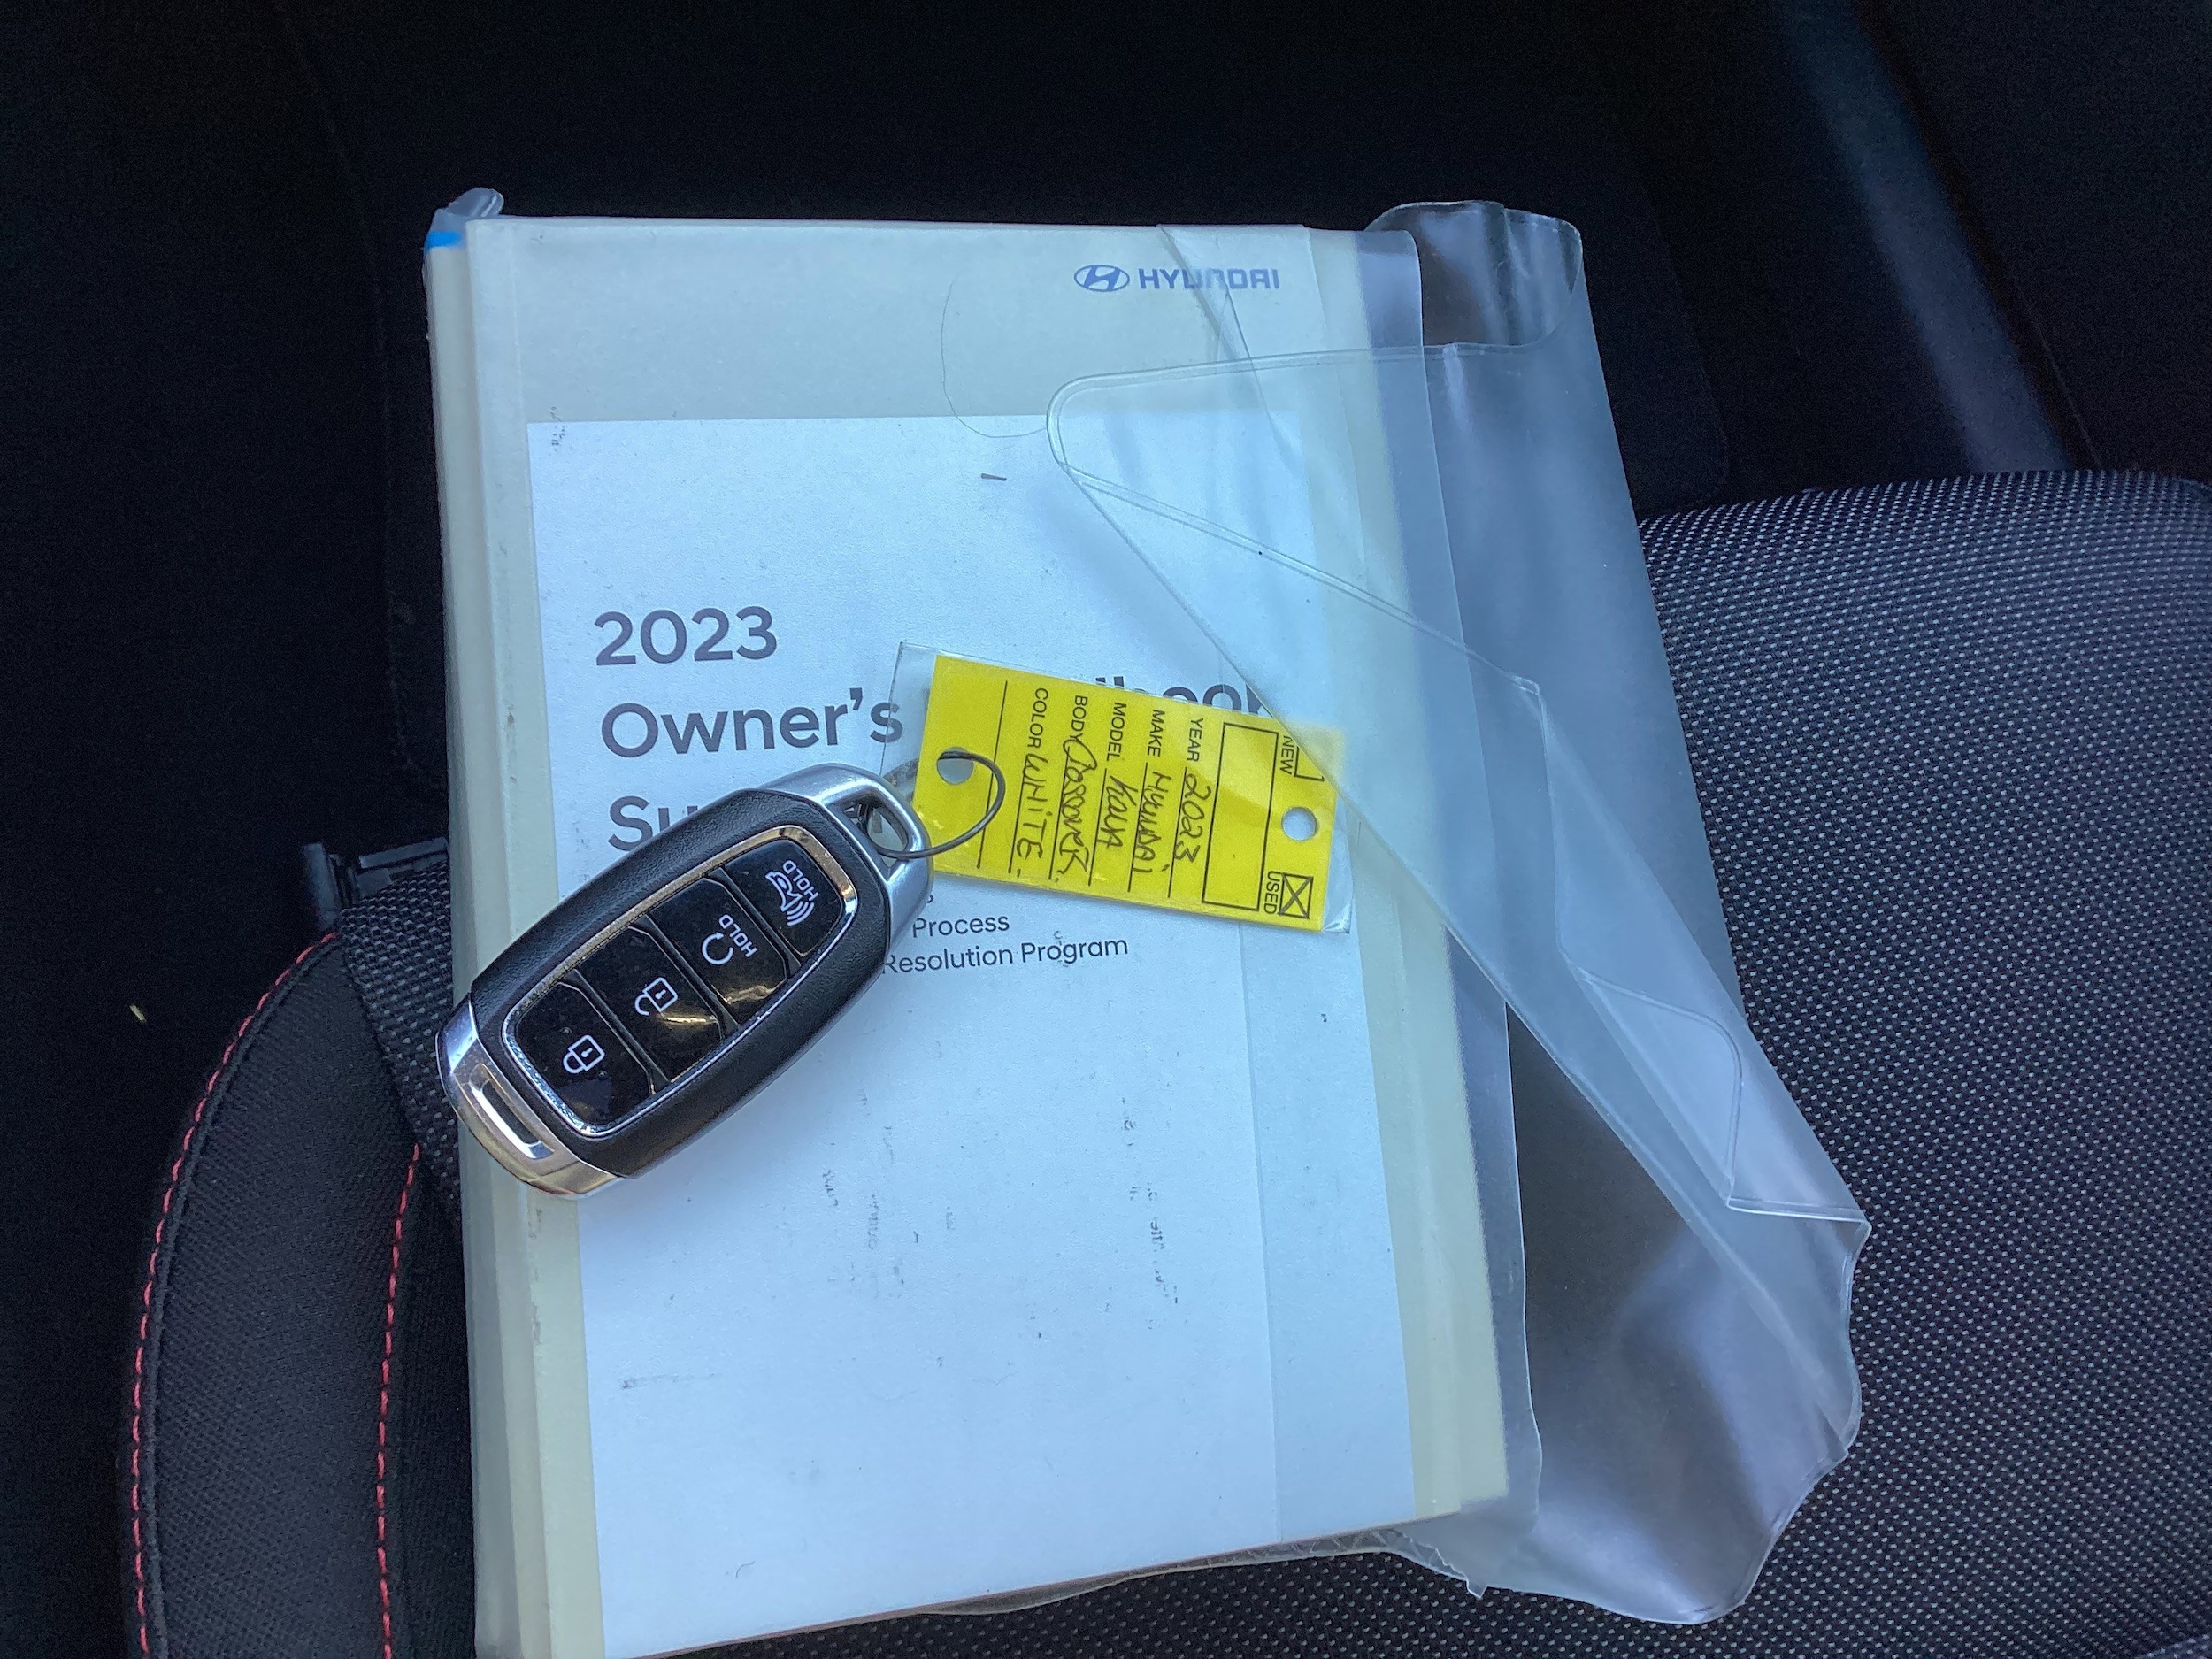 HYUNDAI
2023
Owner's
Process
Resolution Program
NEW
USED
YEAR 2023
MAKE HYUNDAI
MODEL KONA
BODY CROSSOVER
COLOR WHITE
HOLD
HOLD